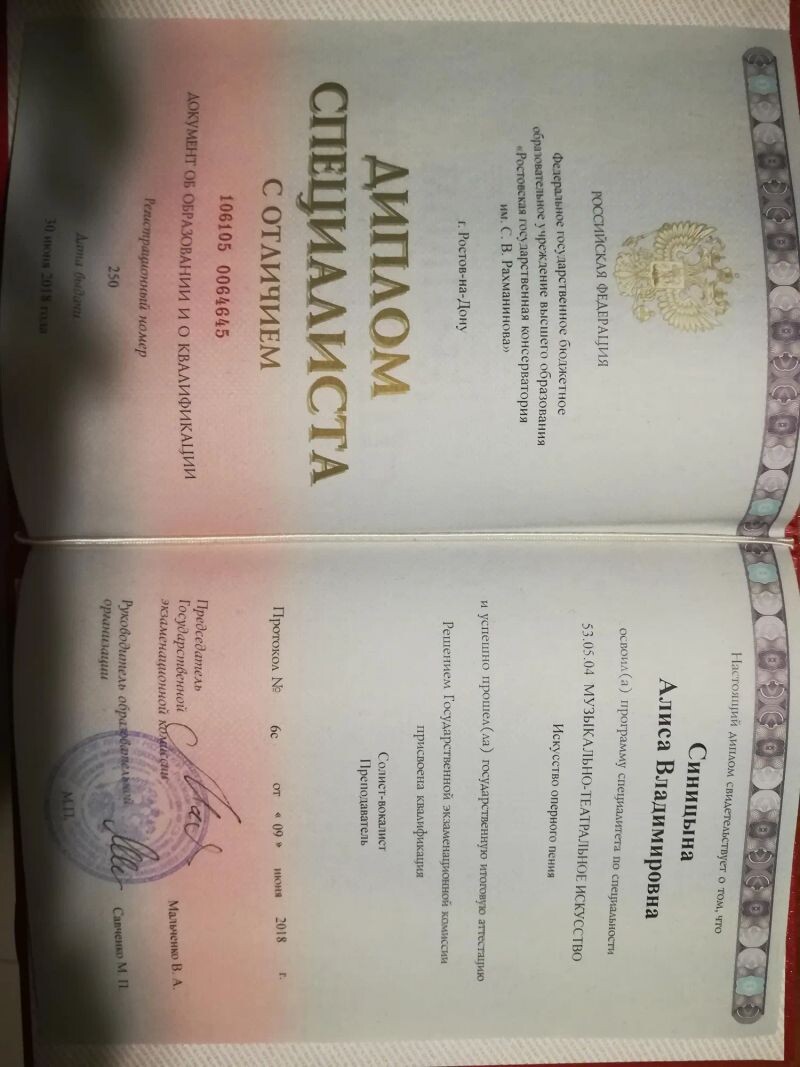 РОССИЙСКАЯ ФЕДЕРАЦИЯ
Федеральное государственное бюджетное
образовательное учреждение высшего образования
«Ростовская государственная консерватория
им. С. В. Рахманинова»
г. Ростов-на-Дону
ДИПЛОМ
СПЕЦИАЛИСТА
С ОТЛИЧИЕМ
106105 0064645
ДОКУМЕНТ ОБ ОБРАЗОВАНИИ И О КВАЛИФИКАЦИИ
Регистрационный номер
250
Дата выдачи
30 июня 2018 года
Настоящий диплом свидетельствует о том, что
Синицына
Алиса Владимировна
освоил(а) программу специалитета по специальности
53.05.04 МУЗЫКАЛЬНО-ТЕАТРАЛЬНОЕ ИСКУССТВО
Искусство оперного пения
и успешно прошел(ла) государственную итоговую аттестацию
Решением Государственной экзаменационной комиссии
присвоена квалификация
Солист-вокалист
Преподаватель
Протокол № 6с от « 09 » июня 2018 г.
Председатель
Государственной
экзаменационной комиссии
Мальченко В. А.
Руководитель образовательной
организации
Савченко М. П.
М.П.